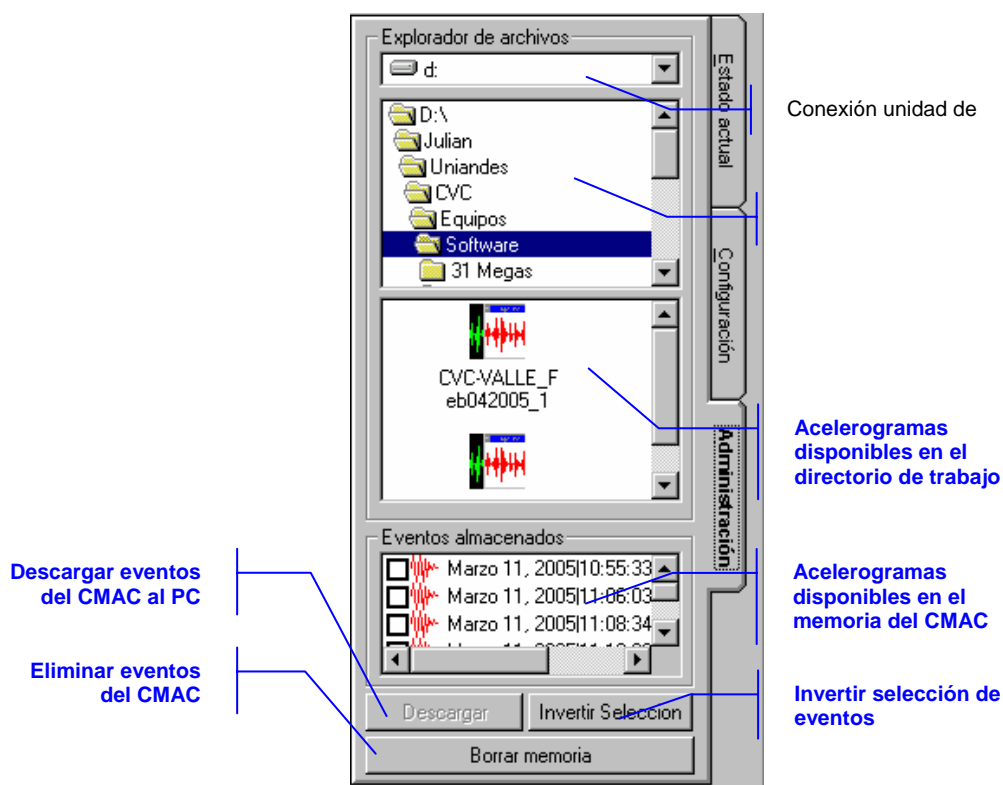 Explorador de archivos
d:
D:\
Julian
Uniandes
CVC
Equipos
Software
31 Megas
CVC-VALLE_F
eb042005_1
Eventos almacenados
Marzo 11, 2005|10:55:33
Marzo 11, 2005|11:06:03
Marzo 11, 2005|11:08:34
Descargar
Invertir Seleccion
Borrar memoria
Estado actual
Configuración
Administración
Conexión unidad de
Acelerogramas
disponibles en el
directorio de trabajo
Acelerogramas
disponibles en el
memoria del CMAC
Invertir selección de
eventos
Descargar eventos
del CMAC al PC
Eliminar eventos
del CMAC